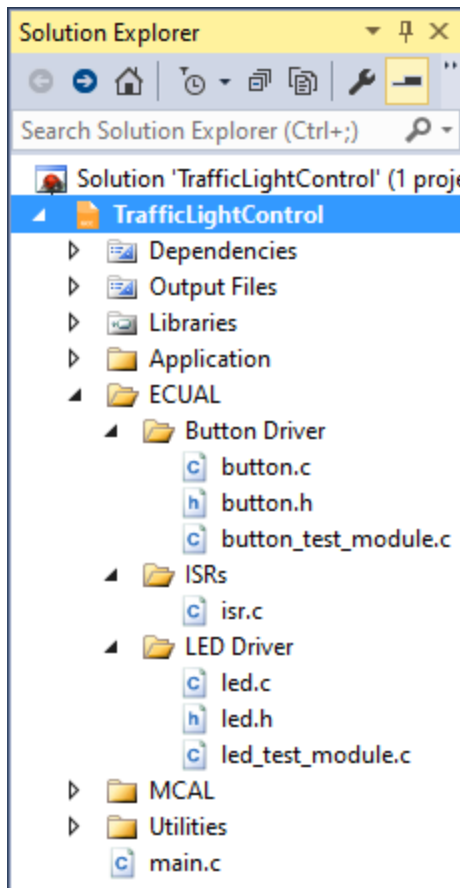 Solution Explorer
Search Solution Explorer (Ctrl+;)
Solution 'TrafficLightControl' (1 proje
TrafficLightControl
Dependencies
Output Files
Libraries
Application
ECUAL
Button Driver
button.c
button.h
button_test_module.c
ISRs
isr.c
LED Driver
led.c
led.h
led_test_module.c
MCAL
Utilities
main.c